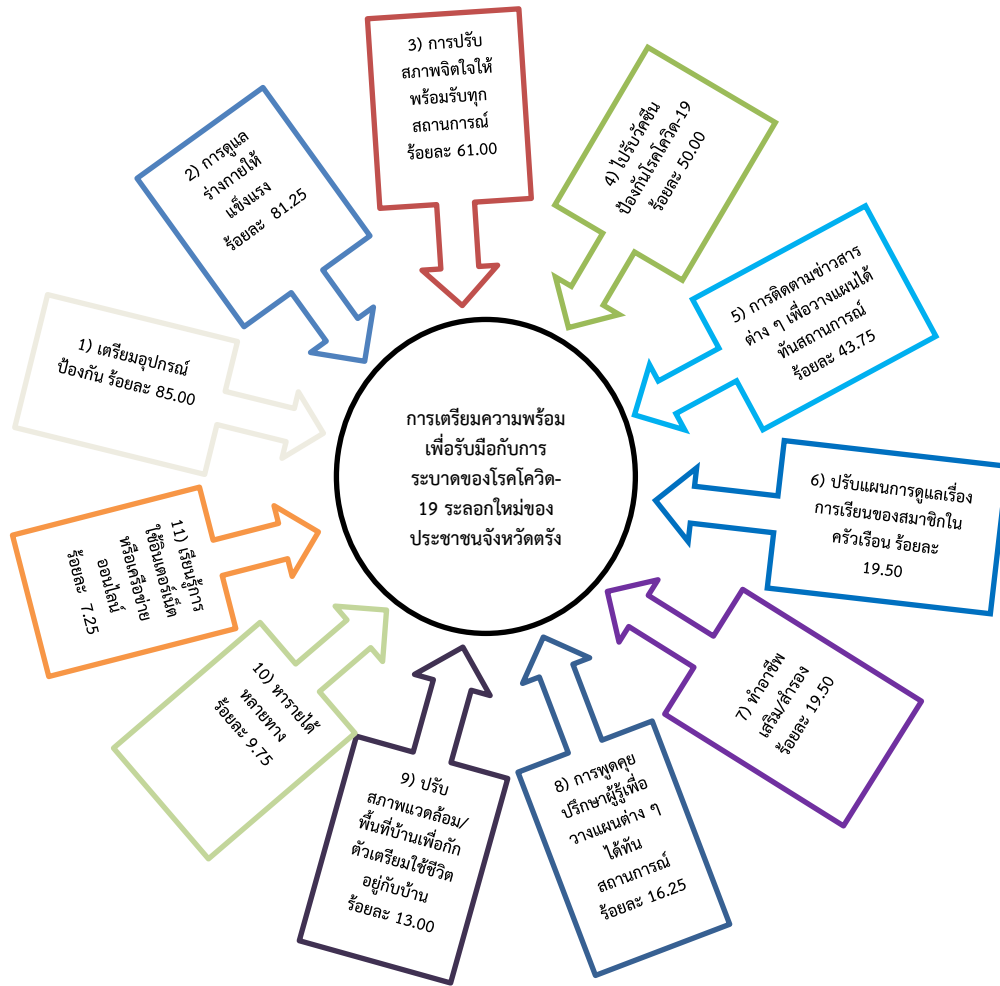 1) เตรียมอุปกรณ์
ป้องกัน ร้อยละ 85.00
2) การดูแล
ร่างกายให้
แข็งแรง
ร้อยละ 81.25
3) การปรับ
สภาพจิตใจให้
พร้อมรับทุก
สถานการณ์
ร้อยละ 61.00
4) ไปรับวัคซีน
ป้องกันโรคโควิด-19
ร้อยละ 50.00
5) การติดตามข่าวสาร
ต่าง ๆ เพื่อวางแผนได้
ทันสถานการณ์
ร้อยละ 43.75
6) ปรับแผนการดูแลเรื่อง
การเรียนของสมาชิกใน
ครัวเรือน ร้อยละ
19.50
7) ทำอาชีพ
เสริม/สำรอง
ร้อยละ 19.50
8) การพูดคุย
ปรึกษาผู้รู้เพื่อ
วางแผนต่าง ๆ
ได้ทัน
สถานการณ์
ร้อยละ 16.25
9) ปรับ
สภาพแวดล้อม/
พื้นที่บ้านเพื่อกัก
ตัวเตรียมใช้ชีวิต
อยู่กับบ้าน
ร้อยละ 13.00
10) หารายได้
หลายทาง
ร้อยละ 9.75
11) เรียนรู้การ
ใช้อินเตอร์เน็ต
หรือเครือข่าย
ออนไลน์
ร้อยละ 7.25
การเตรียมความพร้อม
เพื่อรับมือกับการ
ระบาดของโรคโควิด-
19 ระลอกใหม่ของ
ประชาชนจังหวัดตรัง